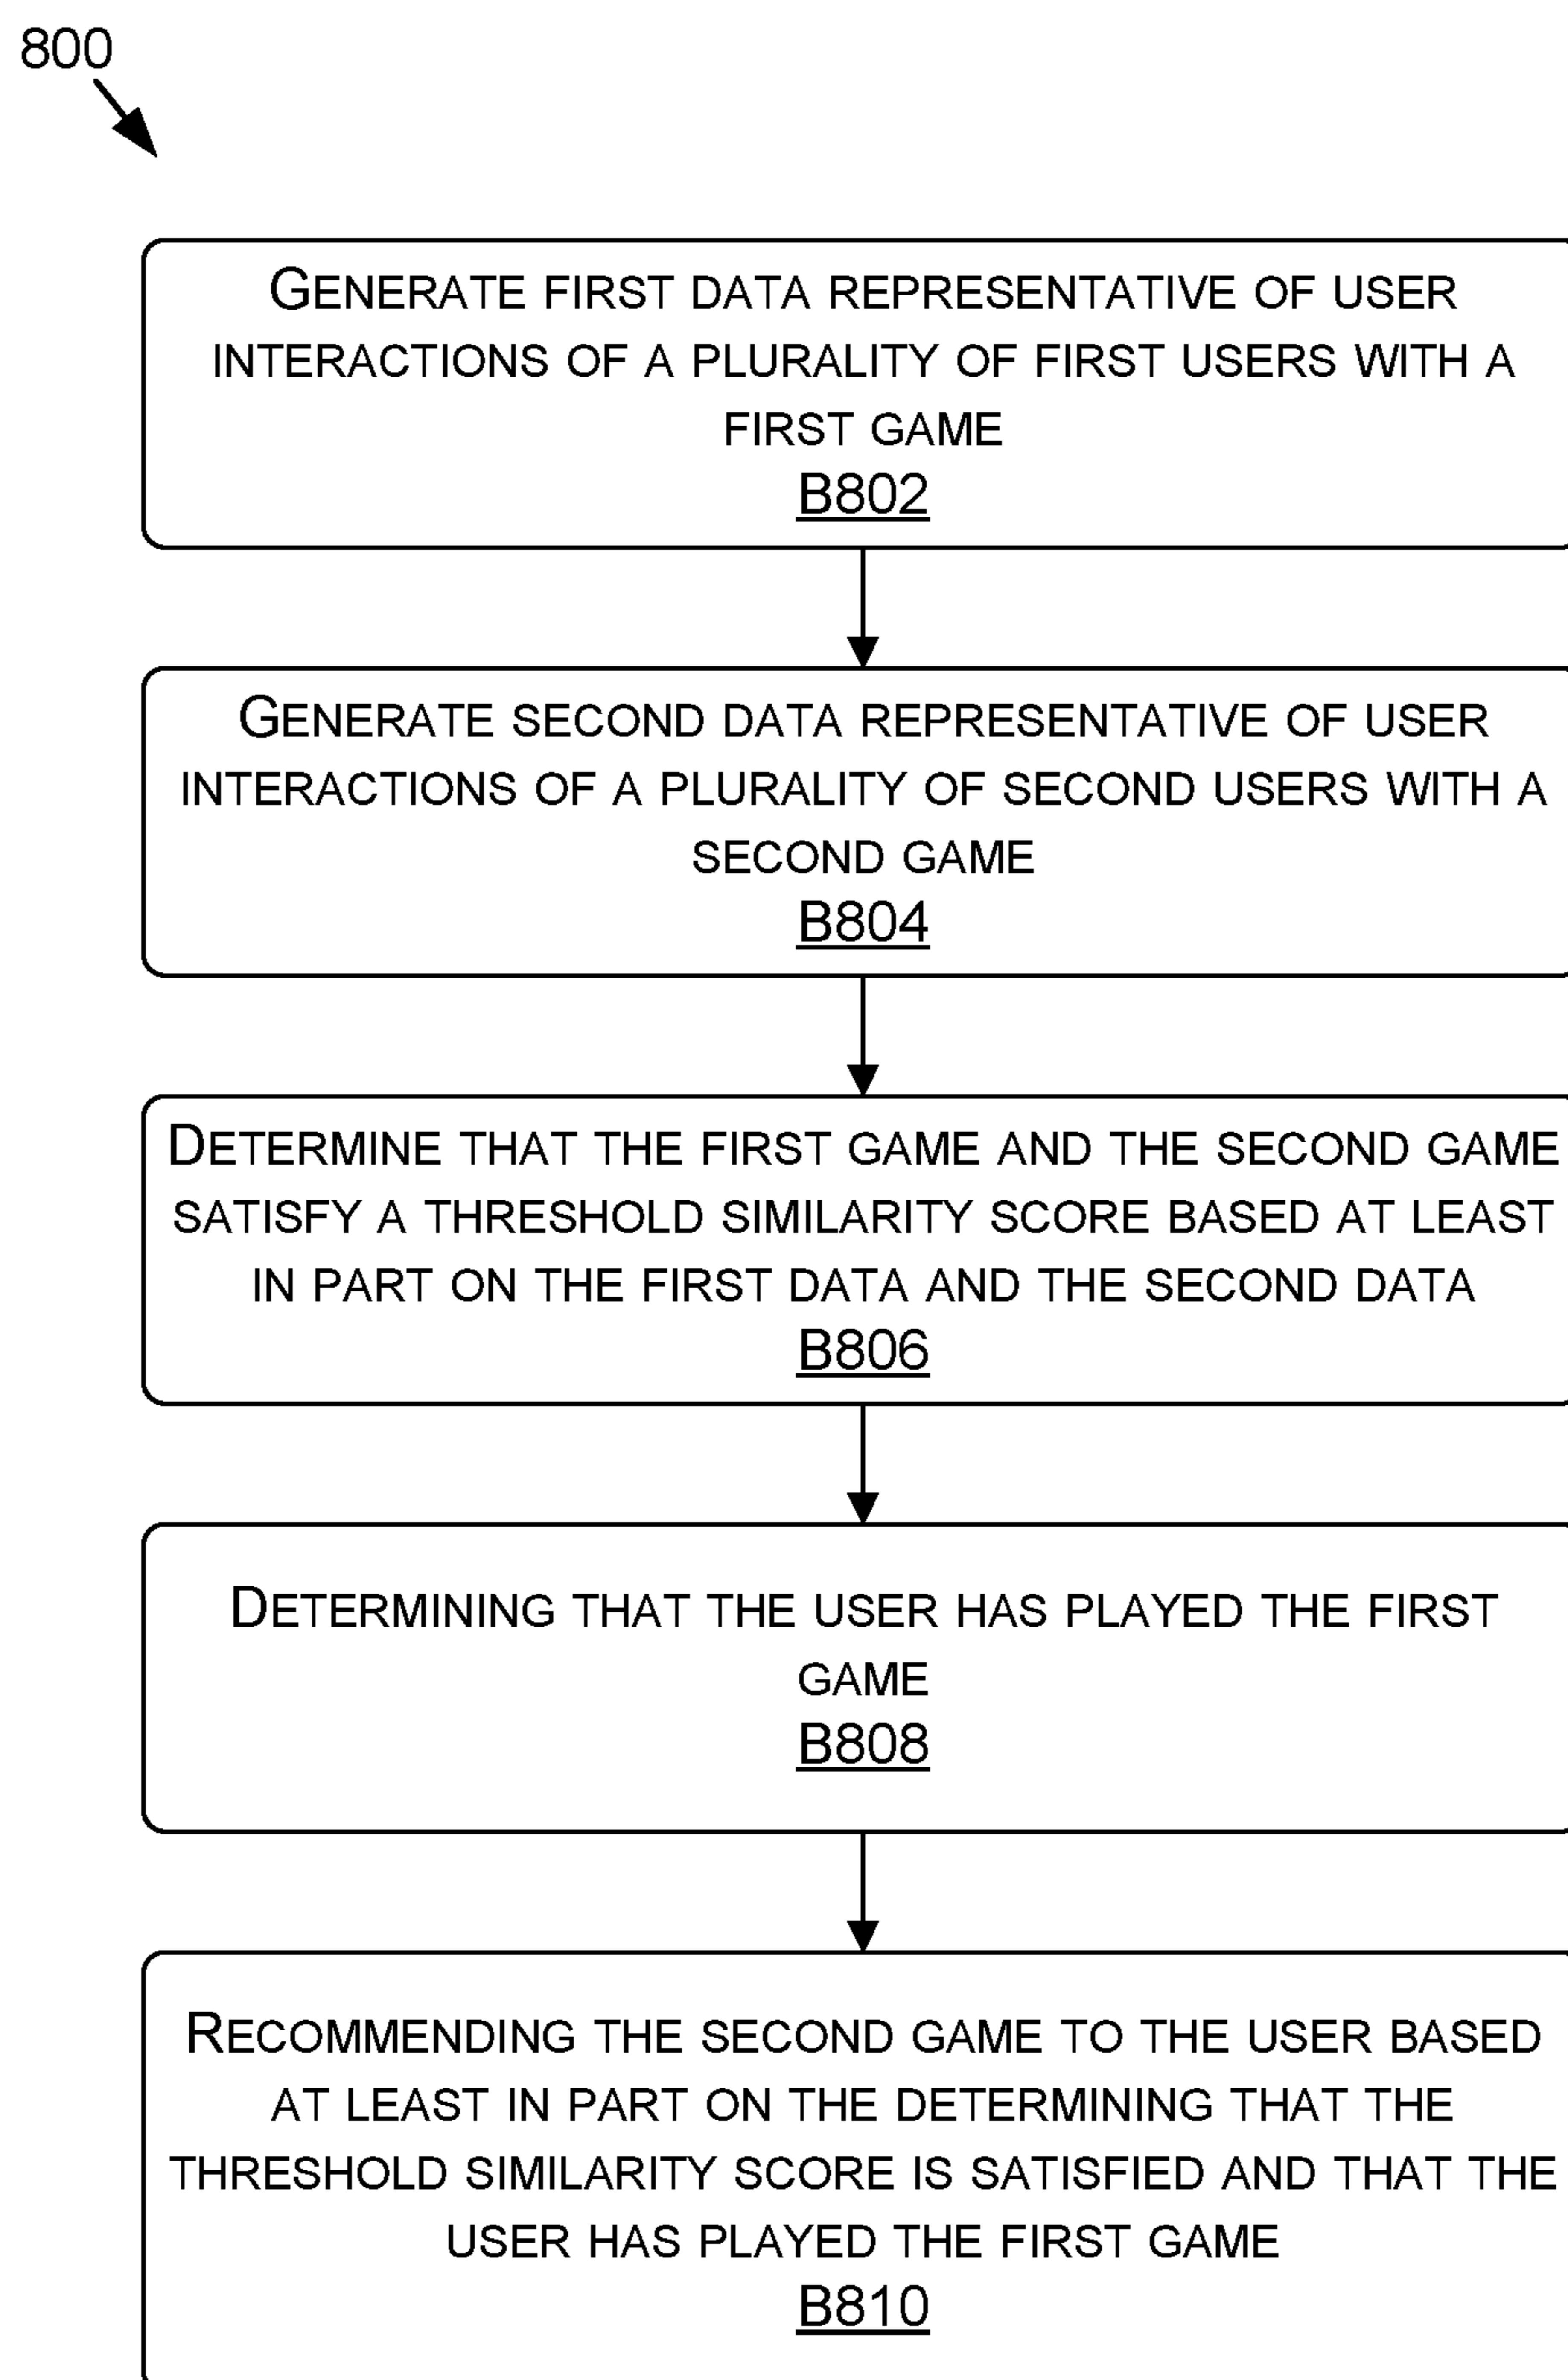 800
GENERATE FIRST DATA REPRESENTATIVE OF USER
INTERACTIONS OF A PLURALITY OF FIRST USERS WITH A
FIRST GAME
B802
GENERATE SECOND DATA REPRESENTATIVE OF USER
INTERACTIONS OF A PLURALITY OF SECOND USERS WITH A
SECOND GAME
B804
DETERMINE THAT THE FIRST GAME AND THE SECOND GAME
SATISFY A THRESHOLD SIMILARITY SCORE BASED AT LEAST
IN PART ON THE FIRST DATA AND THE SECOND DATA
B806
DETERMINING THAT THE USER HAS PLAYED THE FIRST
GAME
B808
RECOMMENDING THE SECOND GAME TO THE USER BASED
AT LEAST IN PART ON THE DETERMINING THAT THE
THRESHOLD SIMILARITY SCORE IS SATISFIED AND THAT THE
USER HAS PLAYED THE FIRST GAME
B810